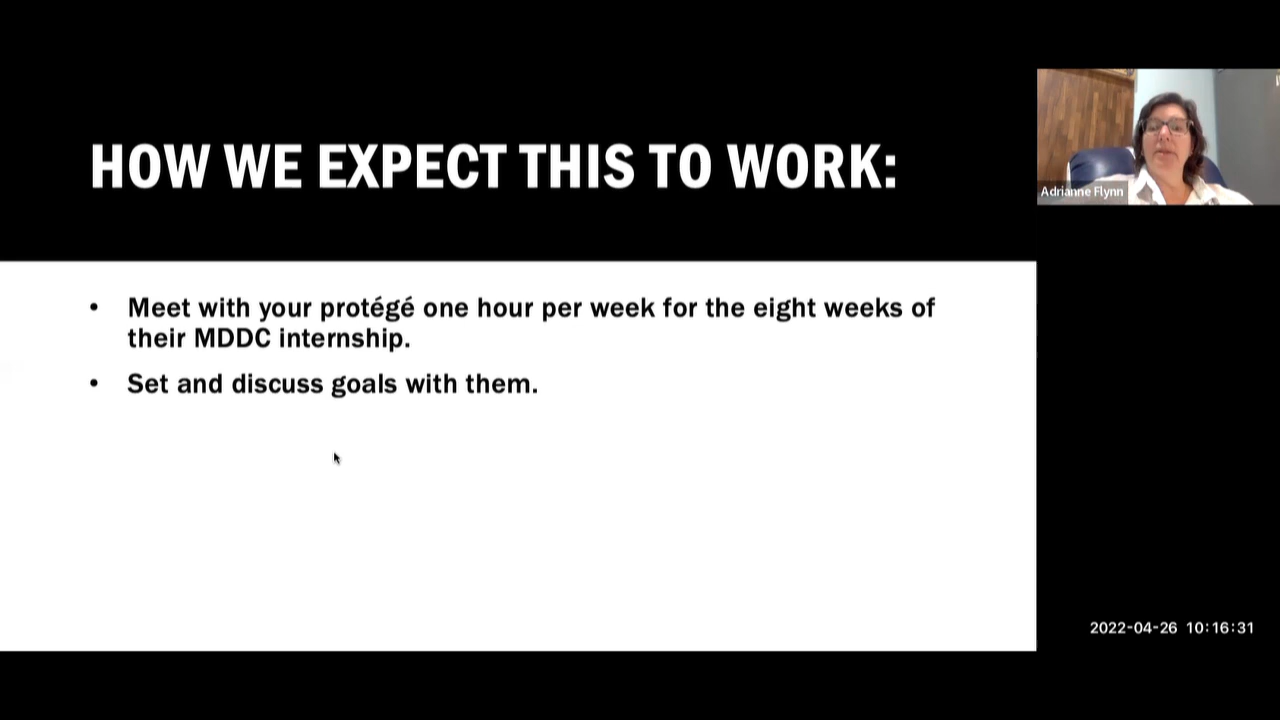 HOW WE EXPECT THIS TO WORK:
Adrianne Flynn
• Meet with your protégé one hour per week for the eight weeks of
their MDDC internship.
• Set and discuss goals with them.
2022-04-26 10:16:31